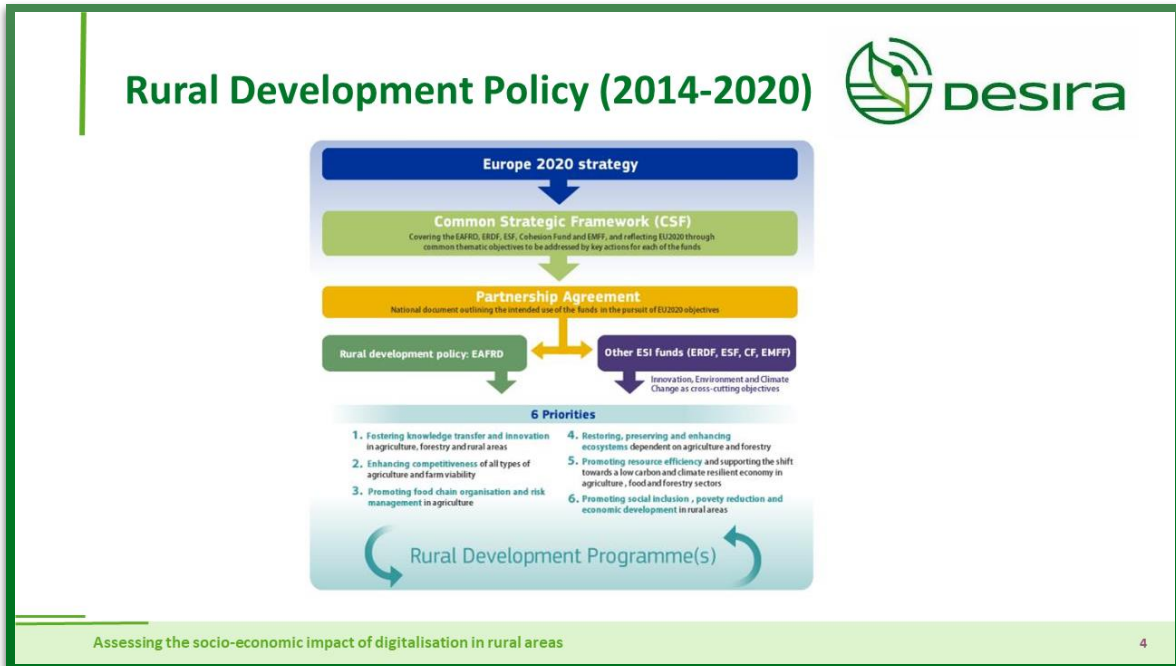 Rural Development Policy (2014-2020)
Desira
Europe 2020 strategy
Common Strategic Framework (CSF)
Covering the EAFRD, ERDF, ESF, Cohesion Fund and EMFF, and reflecting EU2020 through
common thematic objectives to be addressed by key actions for each of the funds
Partnership Agreement
National document outlining the intended use of the funds in the pursuit of EU2020 objectives
Rural development policy: EAFRD
Other ESI funds (ERDF, ESF, CF, EMFF)
Innovation, Environment and Climate
Change as cross-cutting objectives
6 Priorities
1. Fostering knowledge transfer and innovation
in agriculture, forestry and rural areas
2. Enhancing competitiveness of all types of
agriculture and farm viability
3. Promoting food chain organisation and risk
management in agriculture
4. Restoring, preserving and enhancing
ecosystems dependent on agriculture and forestry
5. Promoting resource efficiency and supporting the shift
towards a low carbon and climate resilient economy in
agriculture , food and forestry sectors
6. Promoting social inclusion , povety reduction and
economic development in rural areas
Rural Development Programme(s)
Assessing the socio-economic impact of digitalisation in rural areas
4